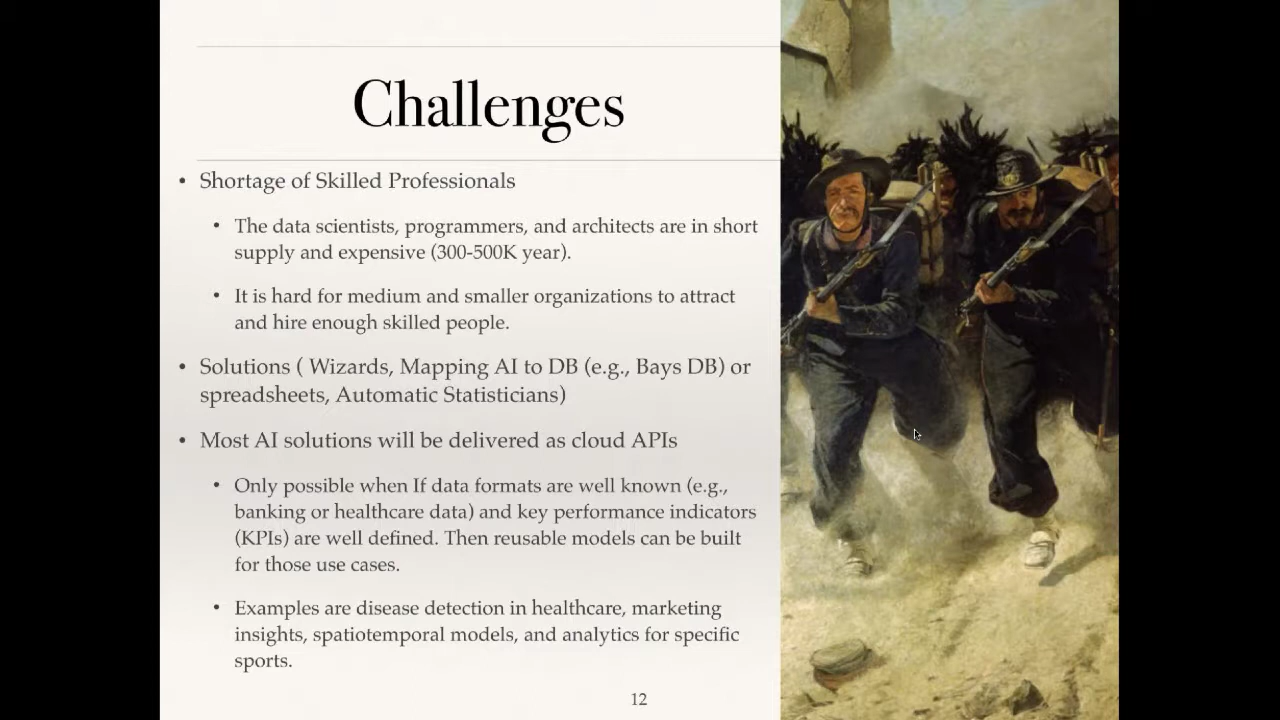 Challenges
• Shortage of Skilled Professionals
• The data scientists, programmers, and architects are in short
supply and expensive (300-500K year).
• It is hard for medium and smaller organizations to attract
and hire enough skilled people.
• Solutions ( Wizards, Mapping AI to DB (e.g., Bays DB) or
spreadsheets, Automatic Statisticians)
• Most AI solutions will be delivered as cloud APIs
• Only possible when If data formats are well known (e.g.,
banking or healthcare data) and key performance indicators
(KPIs) are well defined. Then reusable models can be built
for those use cases.
• Examples are disease detection in healthcare, marketing
insights, spatiotemporal models, and analytics for specific
sports.
12